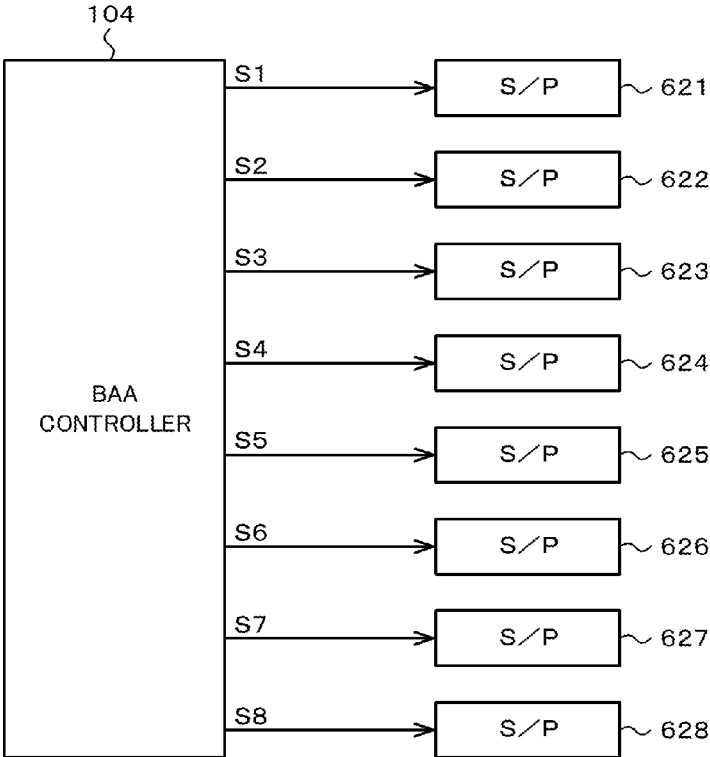 104
S1
S/P
621
S2
S/P
622
S3
S/P
623
S4
S/P
624
BAA
CONTROLLER
S5
S/P
625
S6
S/P
626
S7
S/P
627
S8
S/P
628